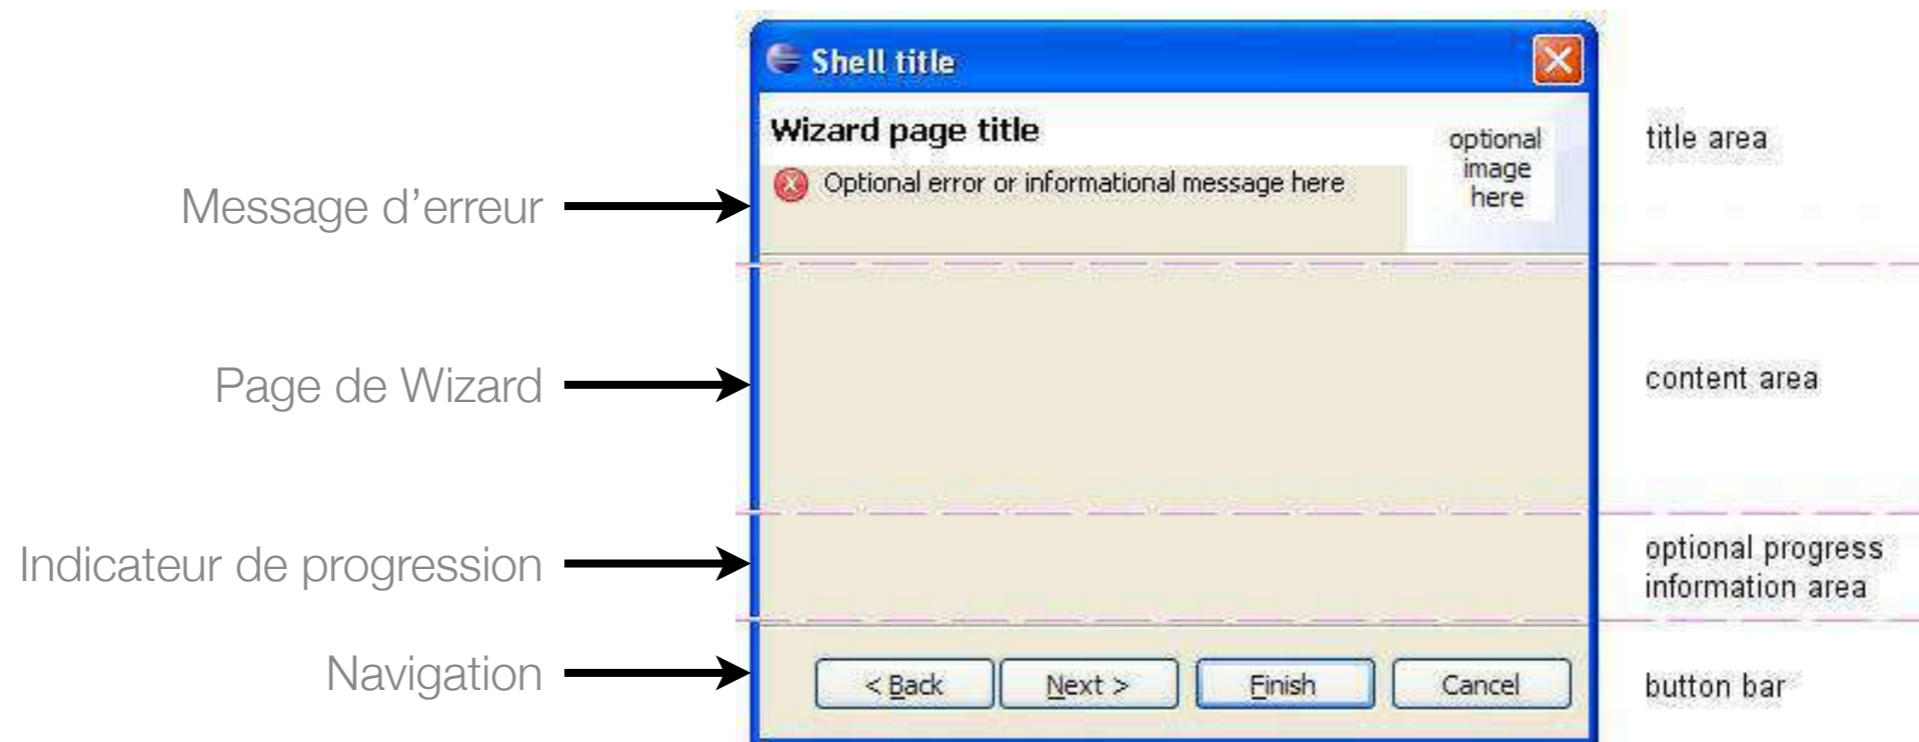 Shell title
Wizard page title
optional
image
here
title area
Message d’erreur
Optional error or informational message here
Page de Wizard
content area
Indicateur de progression
optional progress
information area
Navigation
< Back
Next >
Finish
Cancel
button bar